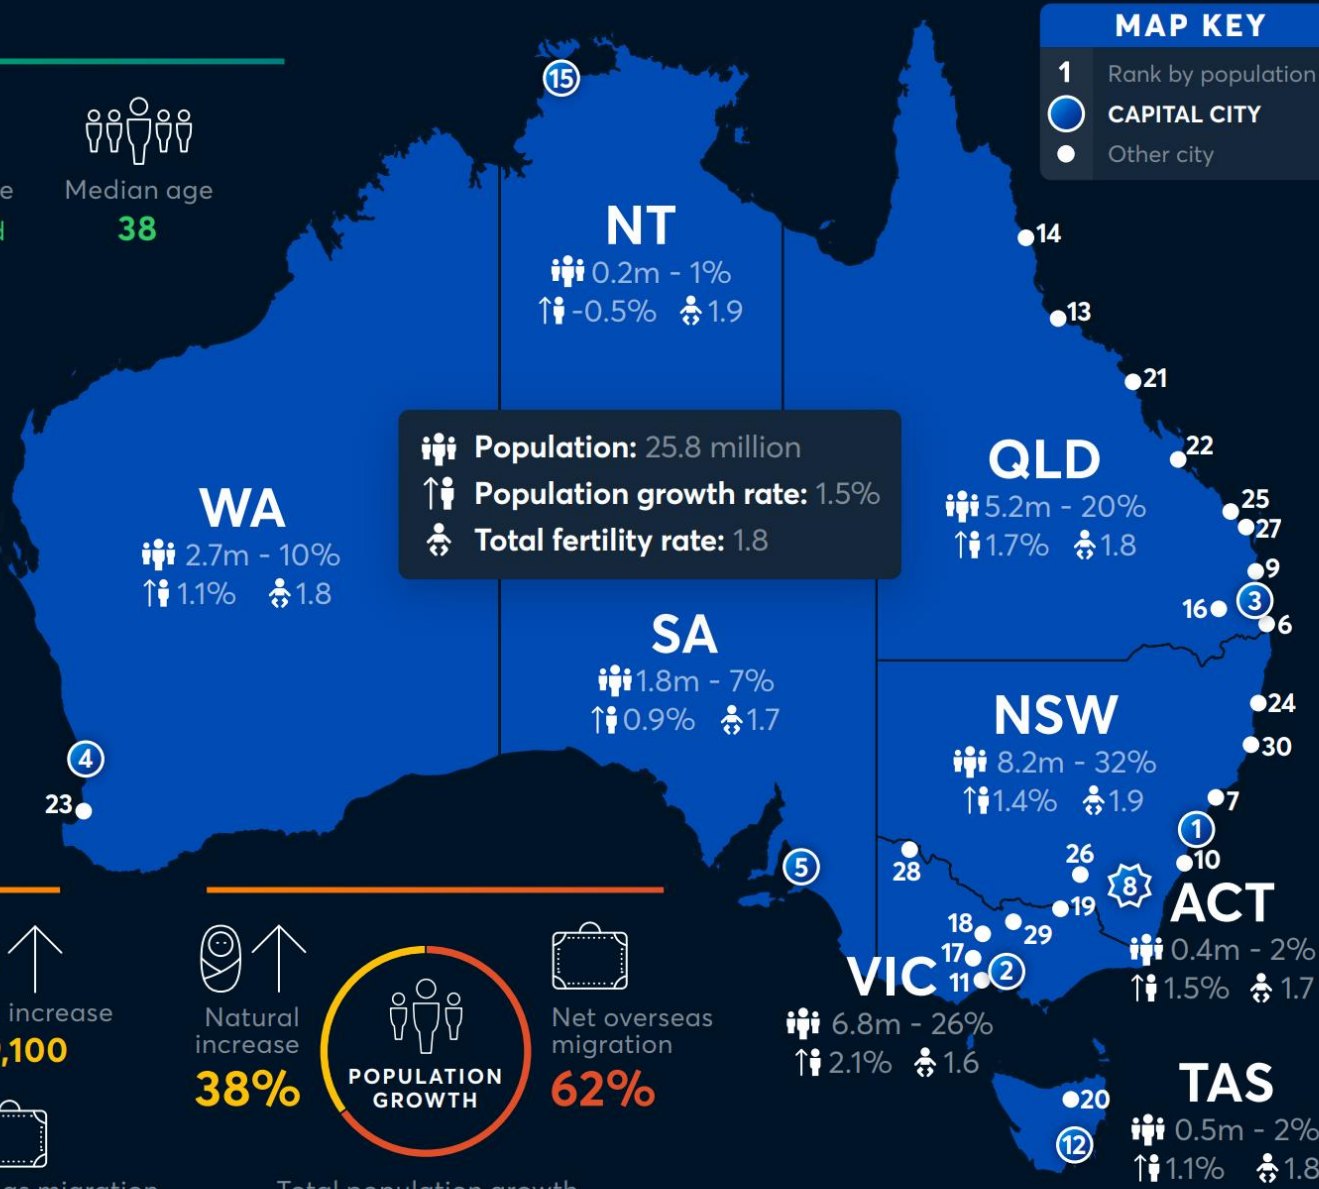 MAP KEY
1 Rank by population
CAPITAL CITY
Other city
Median age
38
15
14
13
21
22
25
27
9
3
16
6
24
30
7
1
10
26
8
28
19
18
29
17
11
2
4
23
5
20
12
NT
0.2m - 1%
-0.5% 1.9
Population: 25.8 million
Population growth rate: 1.5%
Total fertility rate: 1.8
QLD
5.2m - 20%
1.7% 1.8
WA
2.7m - 10%
1.1% 1.8
SA
1.8m - 7%
0.9% 1.7
NSW
8.2m - 32%
1.4% 1.9
ACT
0.4m - 2%
1.5% 1.7
VIC
6.8m - 26%
2.1% 1.6
TAS
0.5m - 2%
1.1% 1.8
increase
,100
Natural
increase
38%
POPULATION
GROWTH
Net overseas
migration
62%
migration
Total population growth